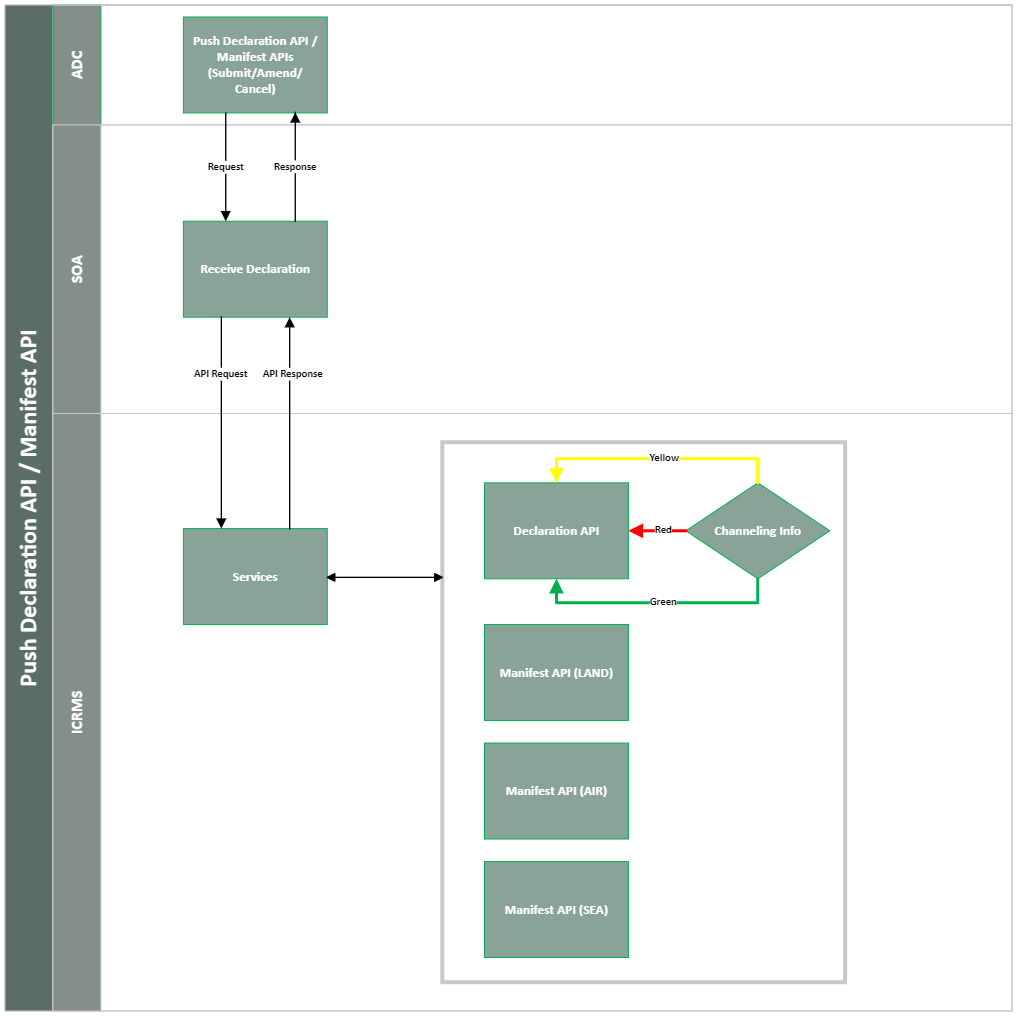 Push Declaration API / Manifest API
ADC
Push Declaration API /
Manifest APIs
(Submit/Amend/
Cancel)
Request
Response
SOA
Receive Declaration
API Request
API Response
ICRMS
Services
Yellow
Declaration API
Red
Channeling Info
Green
Manifest API (LAND)
Manifest API (AIR)
Manifest API (SEA)